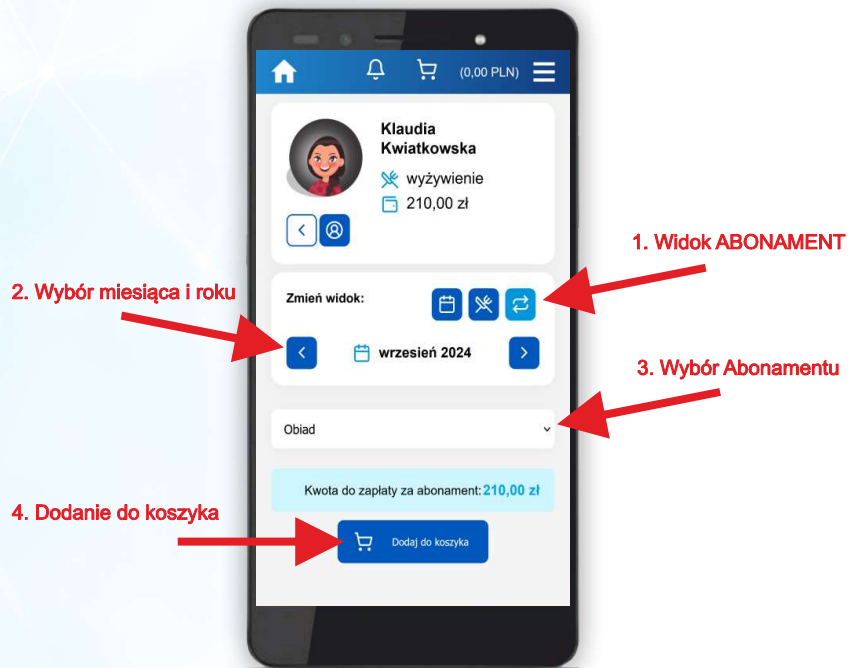 (0,00 PLN)
Klaudia
Kwiatkowska
wyżywienie
210,00 zł
1. Widok ABONAMENT
2. Wybór miesiąca i roku
Zmień widok:
wrzesień 2024
3. Wybór Abonamentu
Obiad
Kwota do zapłaty za abonament: 210,00 zł
4. Dodanie do koszyka
Dodaj do koszyka